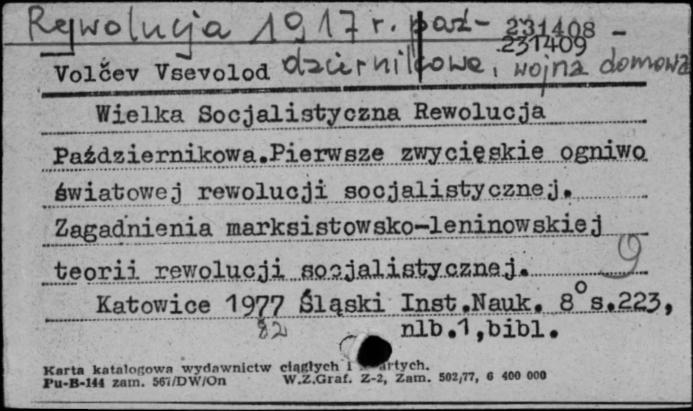 Rewolucja 1917 r. paź- 231408 -
231409
dziernikowa, wojna domowa
Volčev Vsevolod
Wielka Socjalistyczna Rewolucja
Październikowa.Pierwsze zwycięskie ogniwo
światowej rewolucji socjalistycznej.
Zagadnienia marksistowsko-leninowskiej
teorii rewolucji socjalistycznej. 9
Katowice 1977 Śląski Inst.Nauk. 8° s.223,
82 nlb.1,bibl.
Karta katalogowa wydawnictw ciągłych i
Pu-B-144 zam. 567/DW/On W.Z.Graf. Z-2, Zam. 502/77, 6 400 000